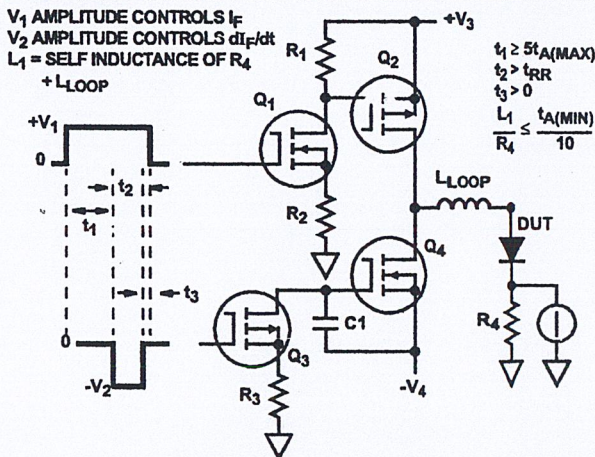 V1 AMPLITUDE CONTROLS IF
V2 AMPLITUDE CONTROLS dIF/dt
L1 = SELF INDUCTANCE OF R4
+ LLOOP
+V3
t1 ≥ 5tA(MAX)
t2 > tRR
t3 > 0
L1/R4 ≤ tA(MIN)/10
R1
Q2
Q1
+V1
0
t2
t1
R2
LLOOP
DUT
Q4
t3
0
C1
R4
Q3
-V2
R3
-V4